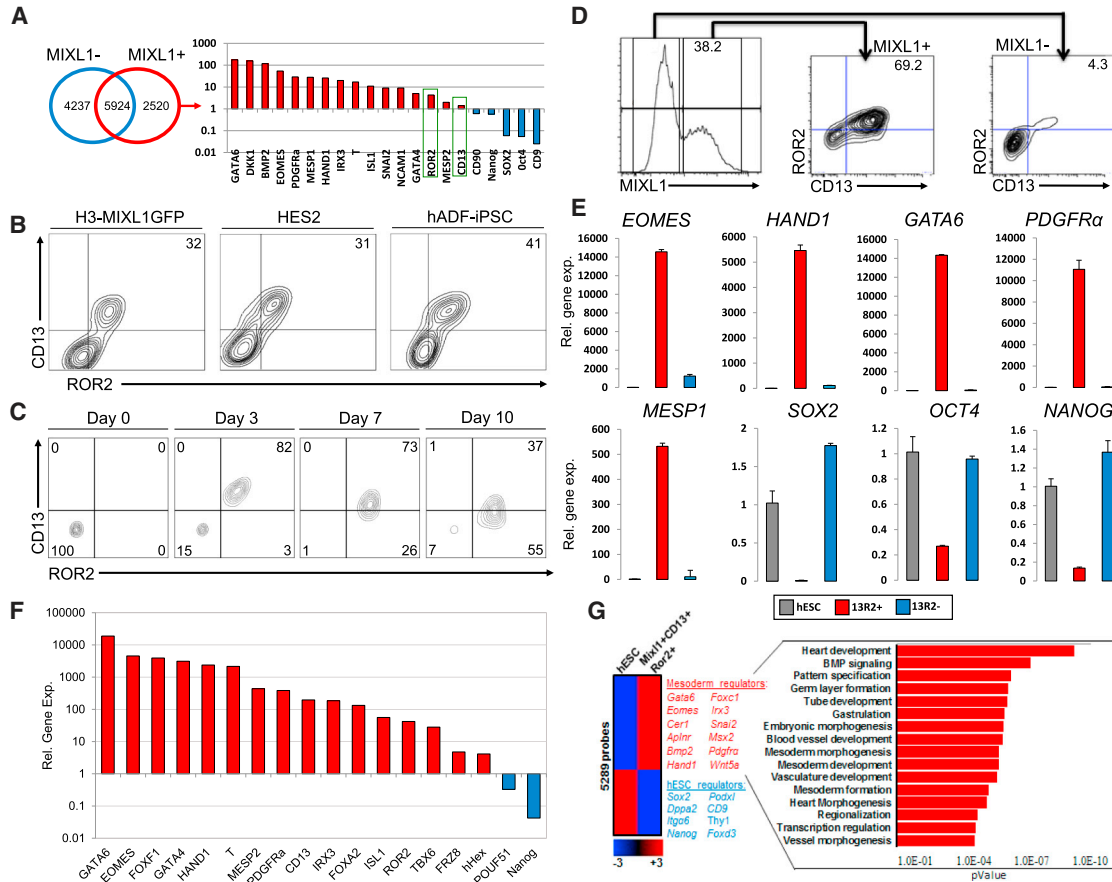 A
MIXL1-
MIXL1+
4237
5924
2520
1000
100
10
1
0.1
0.01
GATA6
DKK1
BMP2
EOMES
PDGFRa
MESP1
HAND1
IRX3
T
ISL1
SNAI2
NCAM1
GATA4
ROR2
MESP2
CD13
CD90
Nanog
SOX2
Oct4
CD9
B
H3-MIXL1GFP
HES2
hADF-iPSC
32
31
41
CD13
ROR2
C
Day 0
Day 3
Day 7
Day 10
0 0
0 82
0 73
1 37
100 0
15 3
1 26
7 55
CD13
ROR2
D
38.2
MIXL1
MIXL1+
69.2
ROR2
CD13
MIXL1-
4.3
ROR2
CD13
E
EOMES
Rel. gene exp.
16000
14000
12000
10000
8000
6000
4000
2000
0
HAND1
6000
5000
4000
3000
2000
1000
0
GATA6
16000
14000
12000
10000
8000
6000
4000
2000
0
PDGFRα
16000
14000
12000
10000
8000
6000
4000
2000
0
MESP1
Rel. gene exp.
600
500
400
300
200
100
0
SOX2
2
1.5
1
0.5
0
OCT4
1.2
1
0.8
0.6
0.4
0.2
0
NANOG
1.6
1.4
1.2
1
0.8
0.6
0.4
0.2
0
hESC
13R2+
13R2-
F
Rel. Gene Exp.
100000
10000
1000
100
10
1
0.1
0.01
GATA6
EOMES
FOXF1
GATA4
HAND1
T
MESP2
PDGFRa
CD13
IRX3
FOXA2
ISL1
ROR2
TBX6
FRZ8
hHex
POUF51
Nanog
G
hESC
Mixl1+CD13+
Ror2+
5289 probes
-3 +3
Mesoderm regulators:
Gata6 Foxc1
Eomes Irx3
Cer1 Snai2
Aplnr Msx2
Bmp2 Pdgfrα
Hand1 Wnt5a
hESC regulators:
Sox2 Podxl
Dppa2 CD9
Itga6 Thy1
Nanog Foxd3
Heart development
BMP signaling
Pattern specification
Germ layer formation
Tube development
Gastrulation
Embryonic morphogenesis
Blood vessel development
Mesoderm morphogenesis
Mesoderm development
Vasculature development
Mesoderm formation
Heart Morphogenesis
Regionalization
Transcription regulation
Vessel morphogenesis
1.0E-01 1.0E-04 1.0E-07 1.0E-10
pValue